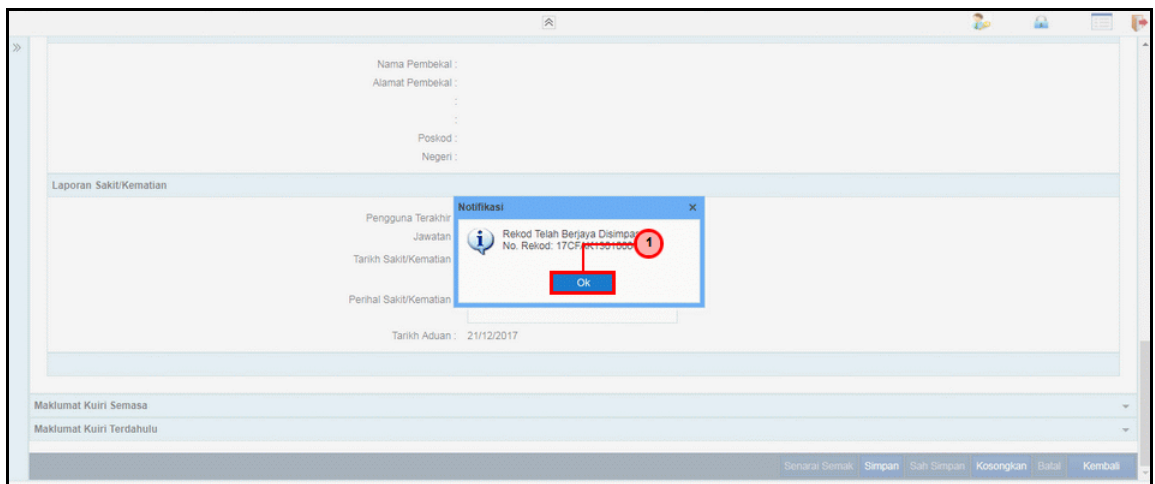 Nama Pembekal :
Alamat Pembekal :
:
:
Poskod :
Negeri :
Laporan Sakit/Kematian
Notifikasi
Pengguna Terakhir
Rekod Telah Berjaya
Jawatan
No. Rekod:
1
Tarikh Sakit/Kematian
Ok
Perihal Sakit/Kematian
Tarikh Aduan : 21/12/2017
Maklumat Kuiri Semasa
Maklumat Kuiri Terdahulu
Senarai Semak Simpan Sah Simpan Kosongkan Batal Kembali